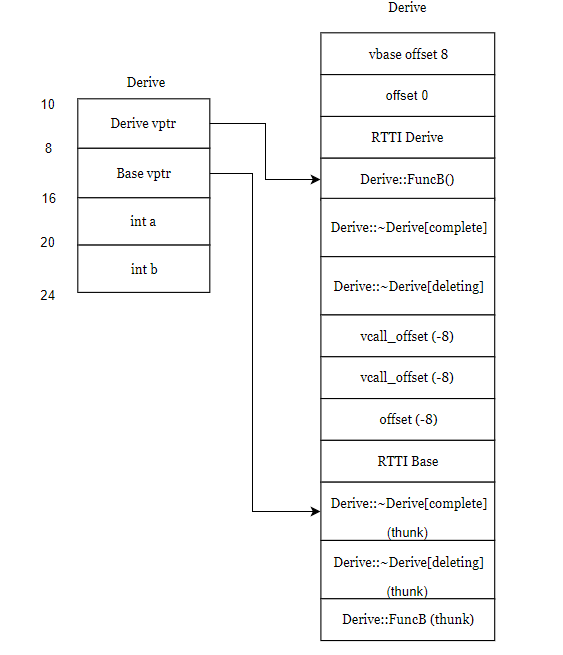 Derive
Derive
10
Derive vptr
8
Base vptr
16
int a
20
int b
24
vbase offset 8
offset 0
RTTI Derive
Derive::FuncB()
Derive::~Derive[complete]
Derive::~Derive[deleting]
vcall_offset (-8)
vcall_offset (-8)
offset (-8)
RTTI Base
Derive::~Derive[complete]
(thunk)
Derive::~Derive[deleting]
(thunk)
Derive::FuncB (thunk)